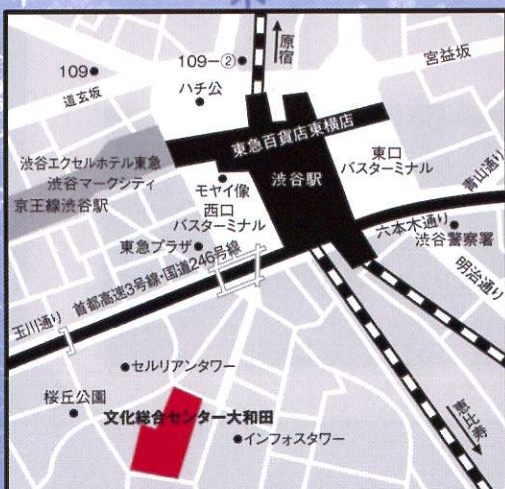 原宿
宮益坂
109-②
109
道玄坂
ハチ公
東急百貨店東横店
渋谷エクセルホテル東急
渋谷マークシティ
京王線渋谷駅
渋谷駅
東口
バスターミナル
モヤイ像
西口
バスターミナル
東急プラザ
青山通り
六本木通り
渋谷警察署
明治通り
首都高速3号線・国道246号線
玉川通り
セルリアンタワー
桜丘公園
文化総合センター大和田
インフォスタワー
恵比寿